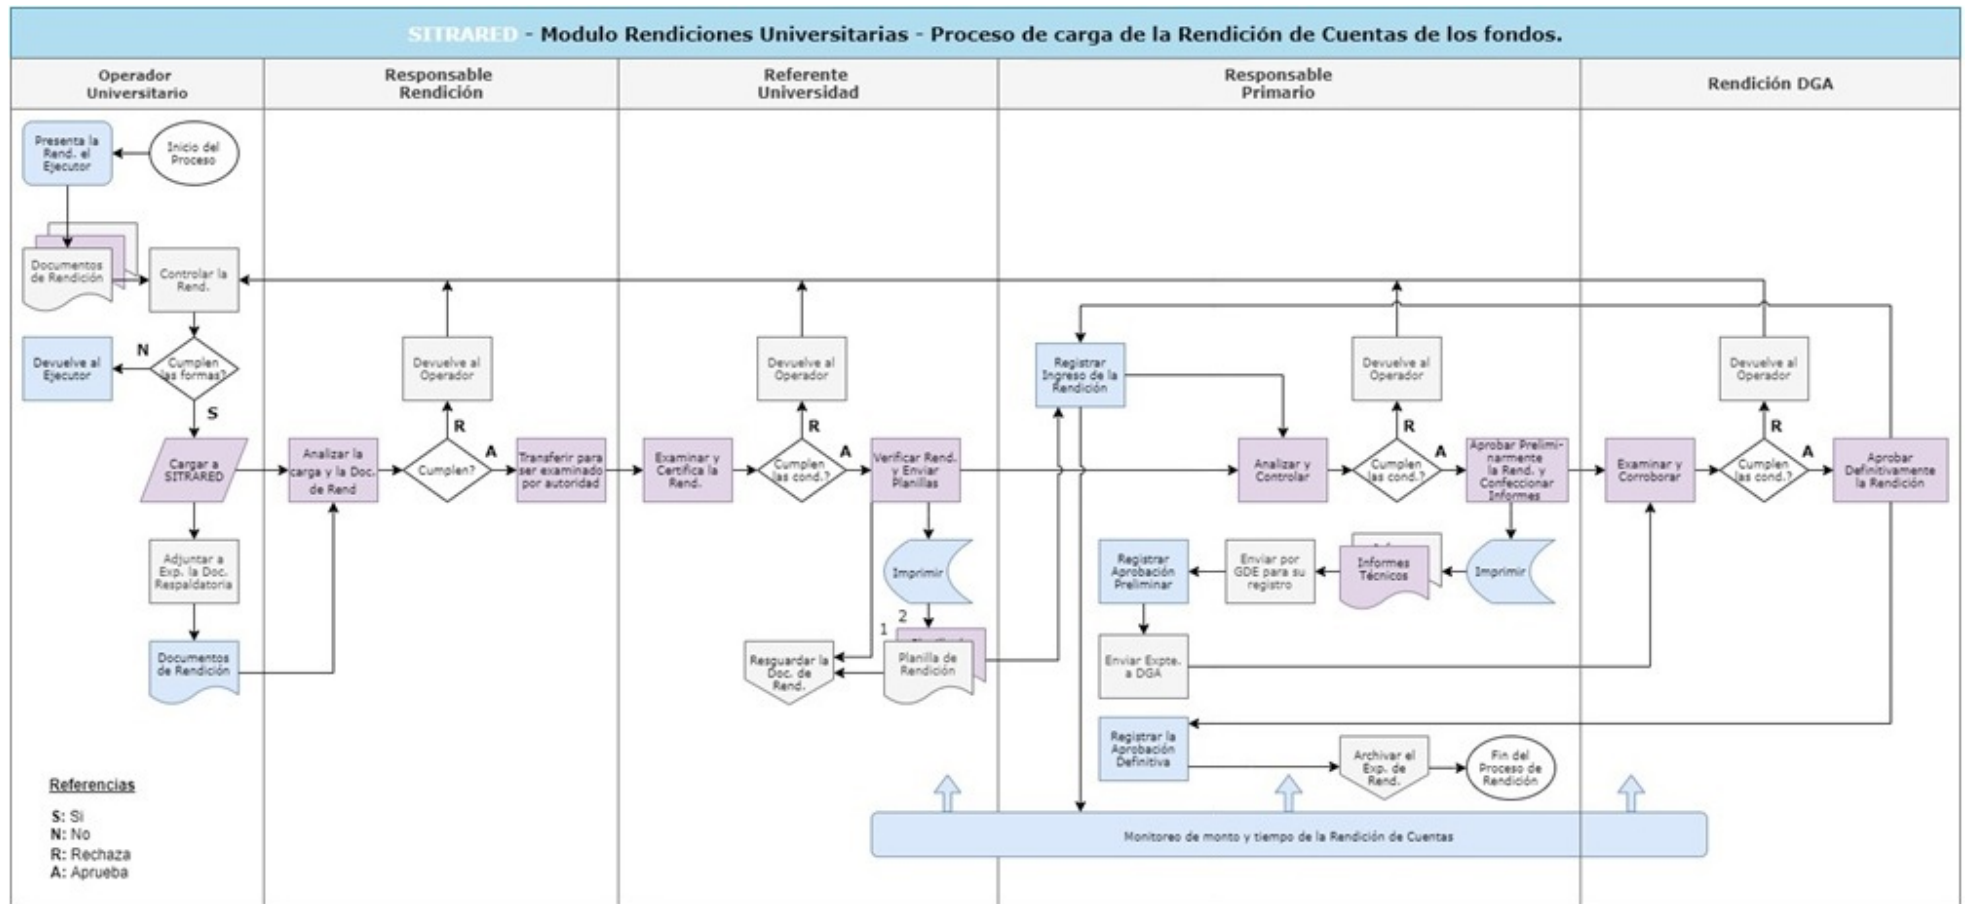 SITRARED - Modulo Rendiciones Universitarias - Proceso de carga de la Rendición de Cuentas de los fondos.
Operador
Universitario
Responsable
Rendición
Referente
Universidad
Responsable
Primario
Rendición DGA
Presenta la
Rend. el
Ejecutor
Inicio del
Proceso
Documentos
de Rendición
Controlar la
Rend.
Devuelve al
Ejecutor
N
Cumplen
las formas?
S
Cargar a
SITRARED
Adjuntar a
Exp. la Doc.
Respaldatoria
Documentos
de Rendición
Devuelve al
Operador
R
Analizar la
carga y la Doc.
de Rend
Cumplen?
A
Transferir para
ser examinado
por autoridad
Devuelve al
Operador
R
Examinar y
Certifica la
Rend.
Cumplen
las cond.?
A
Verificar Rend.
y Enviar
Planillas
Imprimir
2
1
Resguardar la
Doc. de
Rend.
Planilla de
Rendición
Registrar
Ingreso de la
Rendición
Devuelve al
Operador
R
Analizar y
Controlar
Cumplen
las cond.?
A
Aprobar Prelimi-
narmente
la Rend. y
Confeccionar
Informes
Registrar
Aprobación
Preliminar
Enviar por
GDE para su
registro
Informes
Técnicos
Imprimir
Enviar Expte.
a DGA
Registrar la
Aprobación
Definitiva
Archivar el
Exp. de
Rend.
Fin del
Proceso de
Rendición
Devuelve al
Operador
R
Examinar y
Corroborar
Cumplen
las cond.?
A
Aprobar
Definitivamente
la Rendición
Monitoreo de monto y tiempo de la Rendición de Cuentas
Referencias
S: Si
N: No
R: Rechaza
A: Aprueba